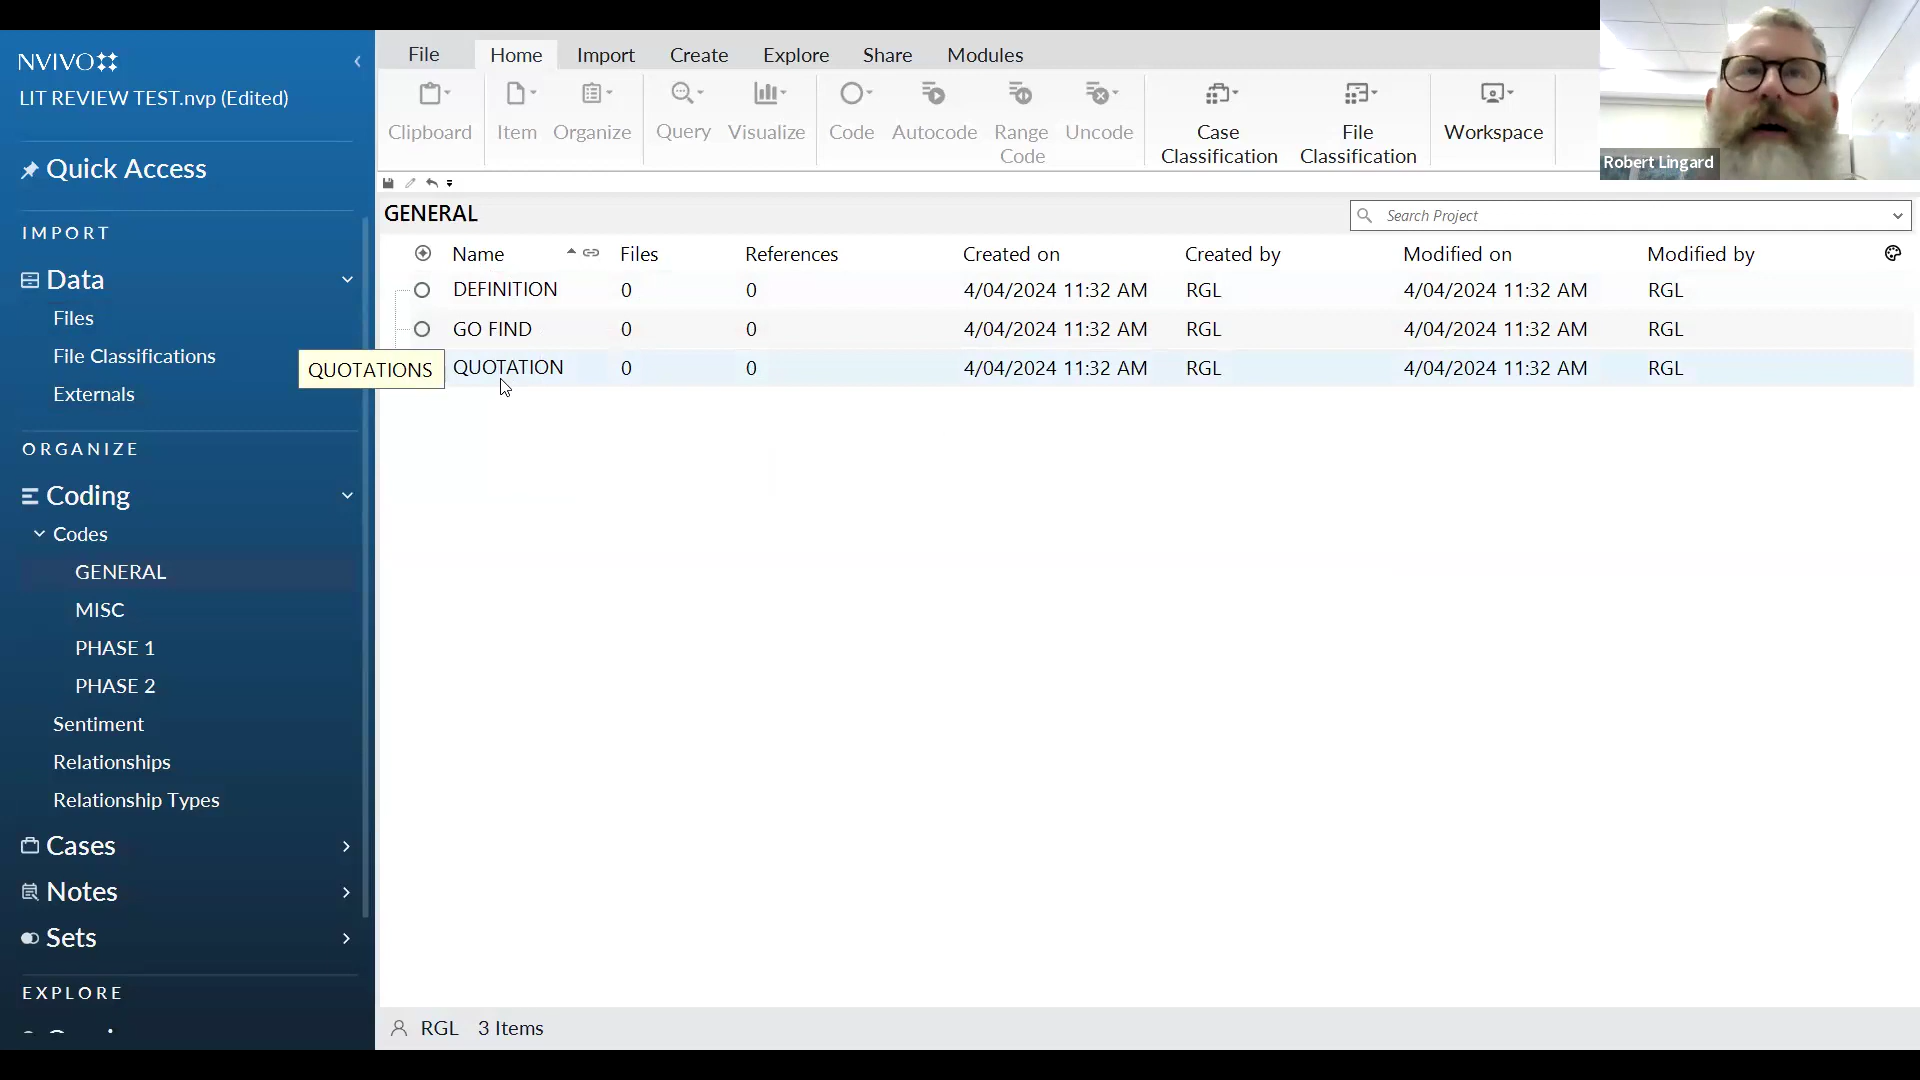 NVIVO
LIT REVIEW TEST.nvp (Edited)
Quick Access
IMPORT
Data
Files
File Classifications
Externals
ORGANIZE
Coding
Codes
GENERAL
MISC
PHASE 1
PHASE 2
Sentiment
Relationships
Relationship Types
Cases
Notes
Sets
EXPLORE
File Home Import Create Explore Share Modules
Clipboard Item Organize Query Visualize Code Autocode Range Code Uncode Case Classification File Classification Workspace
Robert Lingard
GENERAL
Search Project
Name Files References Created on Created by Modified on Modified by
DEFINITION 0 0 4/04/2024 11:32 AM RGL 4/04/2024 11:32 AM RGL
GO FIND 0 0 4/04/2024 11:32 AM RGL 4/04/2024 11:32 AM RGL
QUOTATIONS
QUOTATION 0 0 4/04/2024 11:32 AM RGL 4/04/2024 11:32 AM RGL
RGL 3 Items